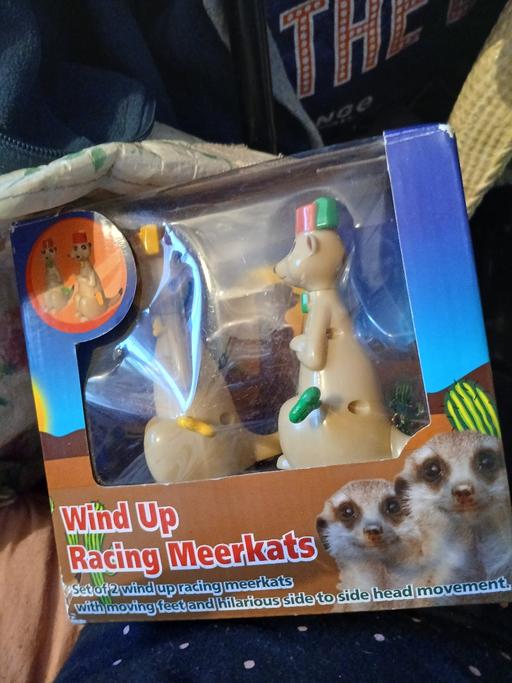 THE
NGE
Wind Up
Racing Meerkats
Set of 2 wind up racing meerkats
with moving feet and hilarious side to side head movement.